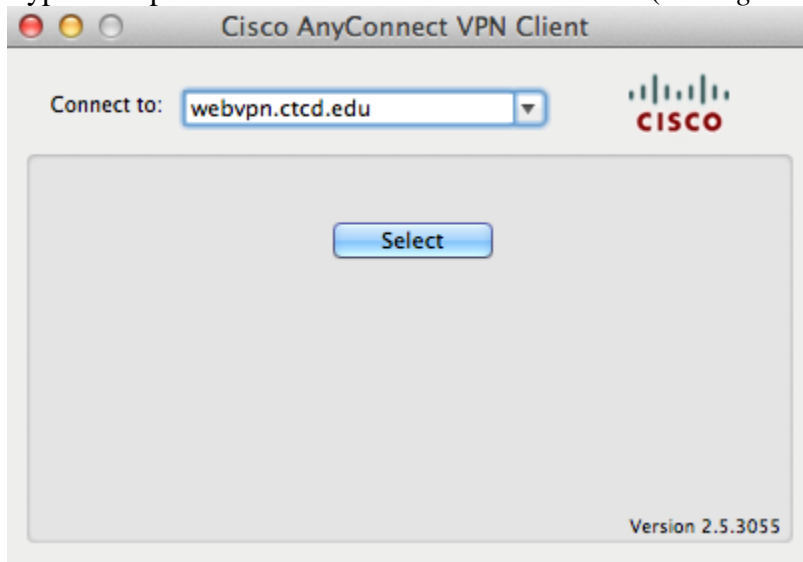 Cisco AnyConnect VPN Client
Connect to: webvpn.ctcd.edu
CISCO
Select
Version 2.5.3055